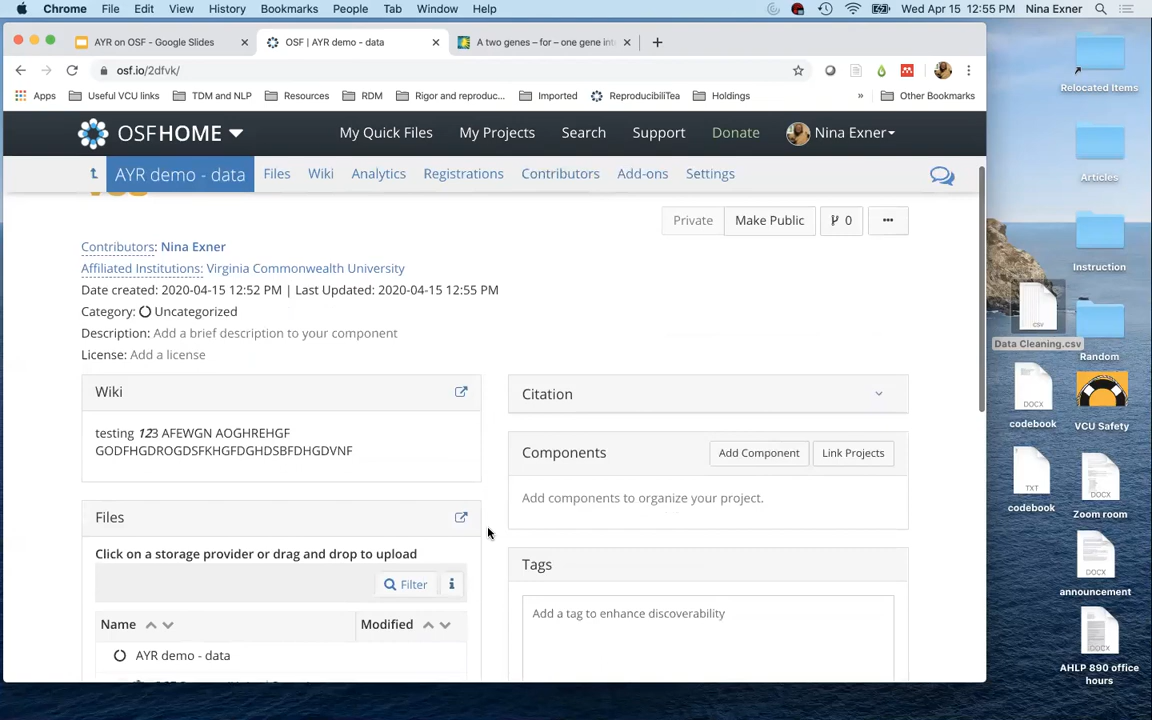 Chrome File Edit View History Bookmarks People Tab Window Help Wed Apr 15 12:55 PM Nina Exner
AYR on OSF - Google Slides OSF | AYR demo - data A two genes – for – one gene int
osf.io/2dfvk/
Apps Useful VCU links TDM and NLP Resources RDM Rigor and reproduc... Imported ReproducibiliTea Holdings » Other Bookmarks
OSFHOME My Quick Files My Projects Search Support Donate Nina Exner
AYR demo - data Files Wiki Analytics Registrations Contributors Add-ons Settings
Private Make Public 0
Contributors: Nina Exner
Affiliated Institutions: Virginia Commonwealth University
Date created: 2020-04-15 12:52 PM | Last Updated: 2020-04-15 12:55 PM
Category: Uncategorized
Description: Add a brief description to your component
License: Add a license
Wiki
testing 123 AFEWGN AOGHREHGF
GODFHGDROGDSFKHGFDGHDSBFDHGDVNF
Files
Click on a storage provider or drag and drop to upload
Filter
Name Modified
AYR demo - data
Citation
Components Add Component Link Projects
Add components to organize your project.
Tags
Add a tag to enhance discoverability
Relocated Items
Articles
Instruction
CSV
Data Cleaning.csv
Random
DOCX
codebook
VCU Safety
TXT
codebook
DOCX
Zoom room
DOCX
announcement
DOCX
AHLP 890 office
hours